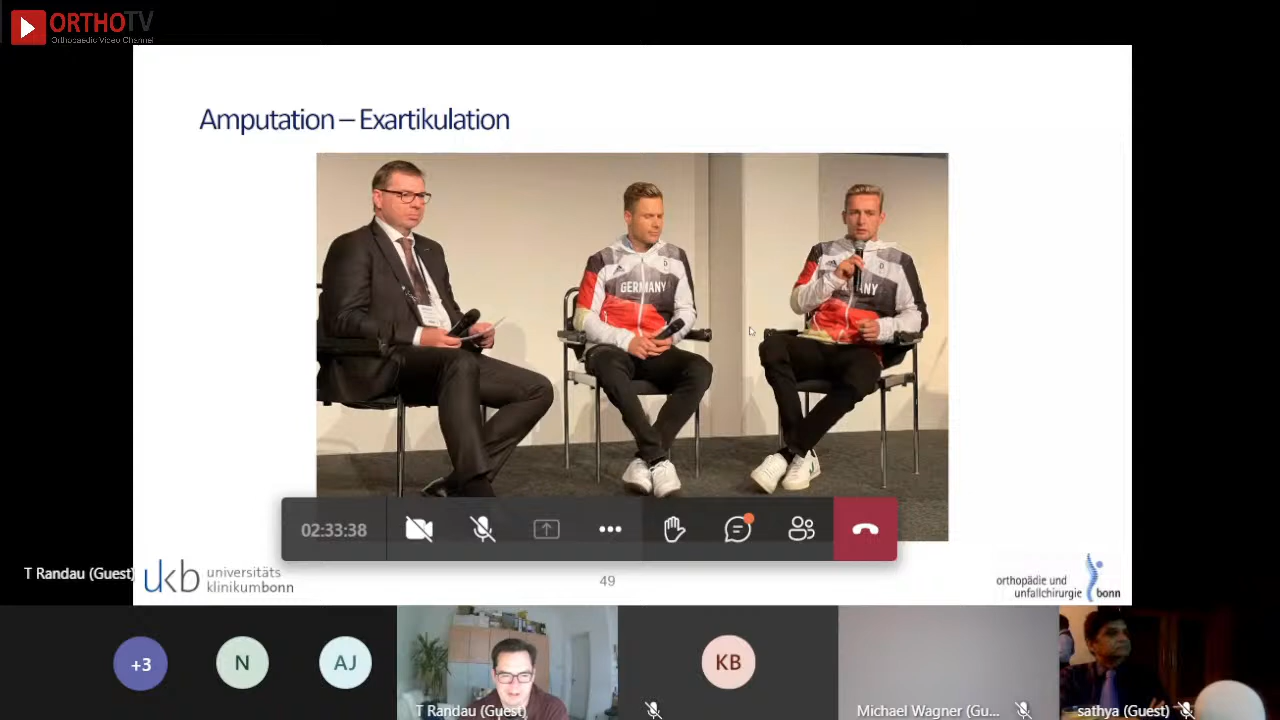 ORTHOTV
Orthopaedic Video Channel
Amputation – Exartikulation
GERMANY
02:33:38
T Randau (Guest)
ukb universitäts
klinikumbonn
49
orthopädie und
unfallchirurgie bonn
+3
N
AJ
T Randau (Guest)
KB
Michael Wagner (Gu...
sathya (Guest)